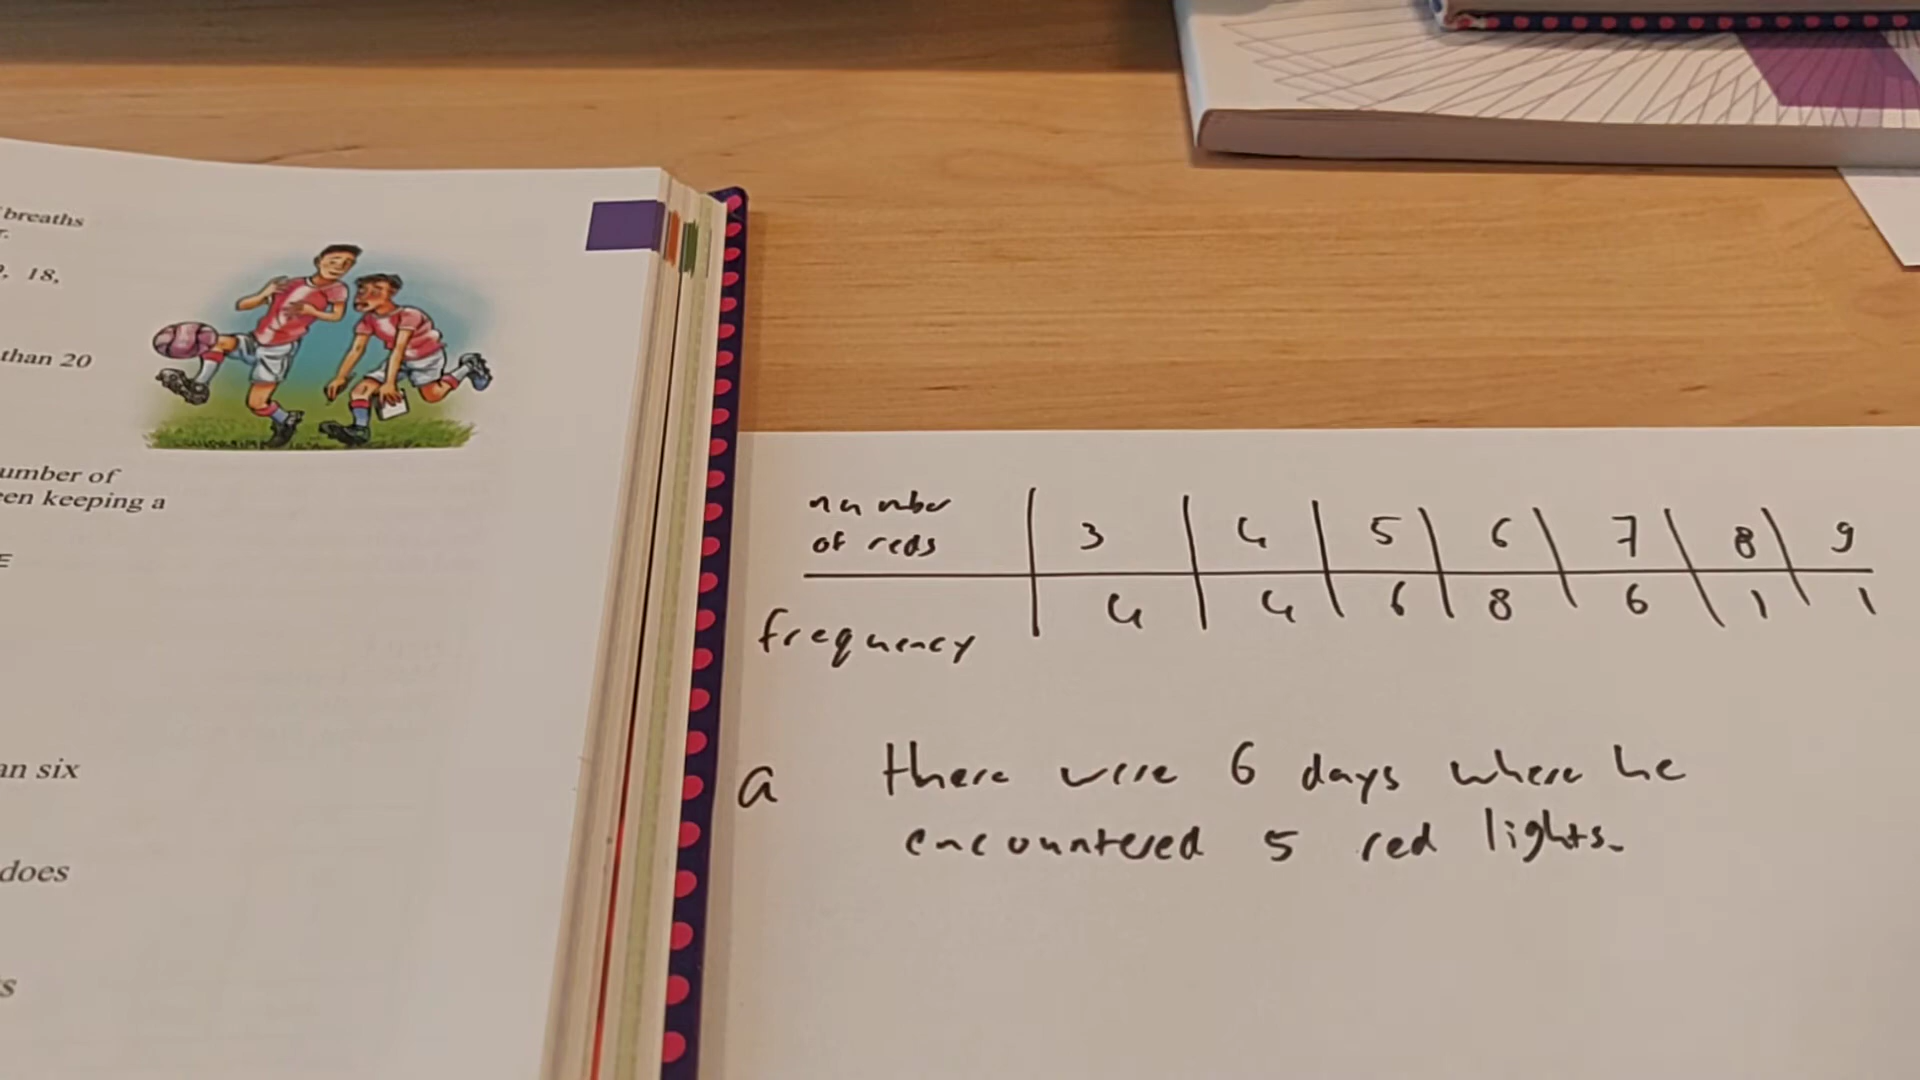 breaths
18,
than 20
umber of
en keeping a
an six
does
s
number | 3 | 4 | 5 | 6 | 7 | 8 | 9
of reds
frequency | 4 | 4 | 6 | 8 | 6 | 1 | 1
a there were 6 days where he
encountered 5 red lights.